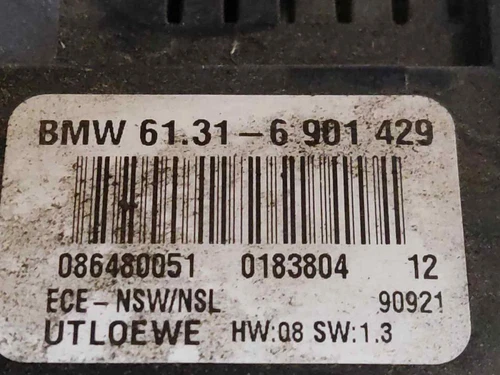 BMW 61.31-6 901 429
086480051 0183804 12
ECE-NSW/NSL 90921
UTLOEWE HW:08 SW:1.3